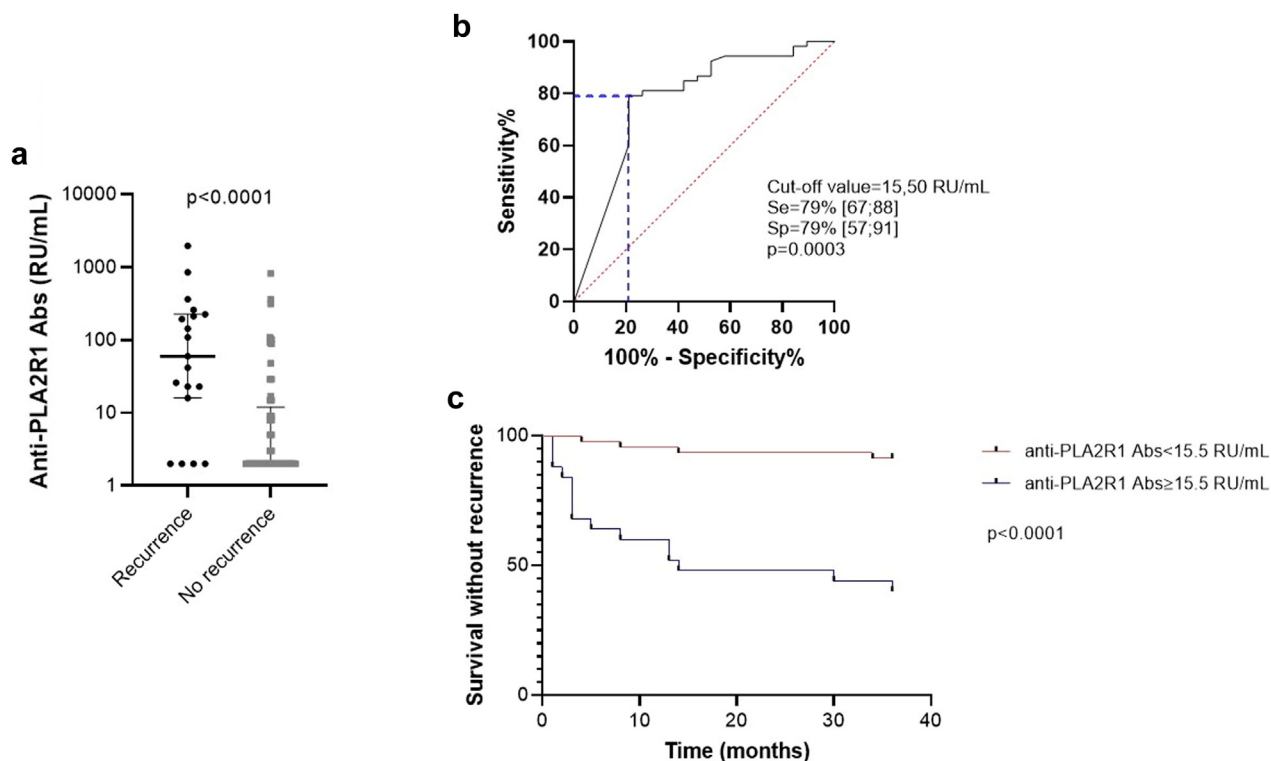 a
10000
1000
100
10
1
Anti-PLA2R1 Abs (RU/mL)
p<0.0001
Recurrence
No recurrence
b
100
80
60
40
20
0
Sensitivity%
0 20 40 60 80 100
100% - Specificity%
Cut-off value=15,50 RU/mL
Se=79% [67;88]
Sp=79% [57;91]
p=0.0003
c
100
50
0
Survival without recurrence
0 10 20 30 40
Time (months)
anti-PLA2R1 Abs<15.5 RU/mL
anti-PLA2R1 Abs≥15.5 RU/mL
p<0.0001